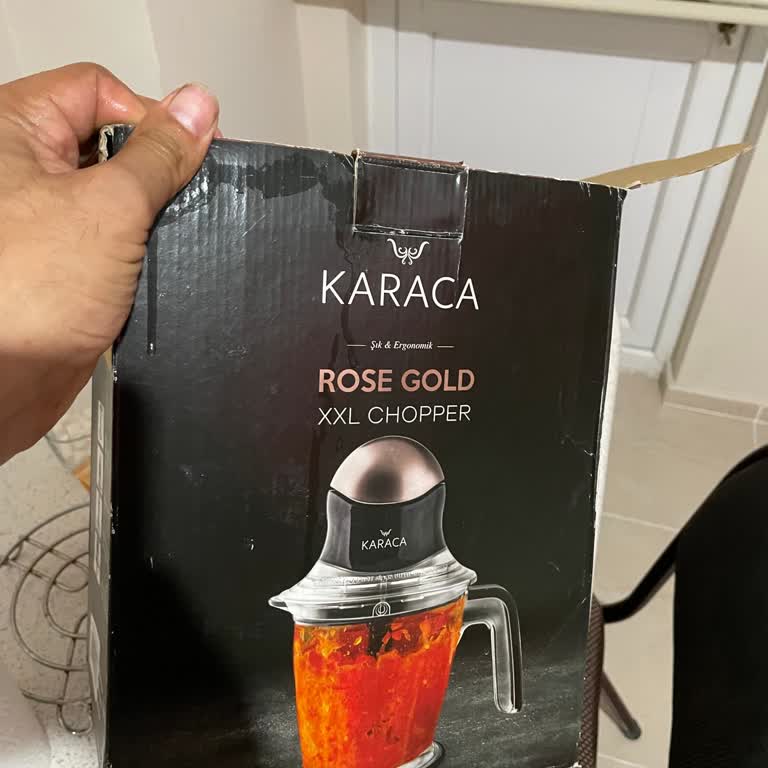 KARACA
Şık & Ergonomik
ROSE GOLD
XXL CHOPPER
KARACA